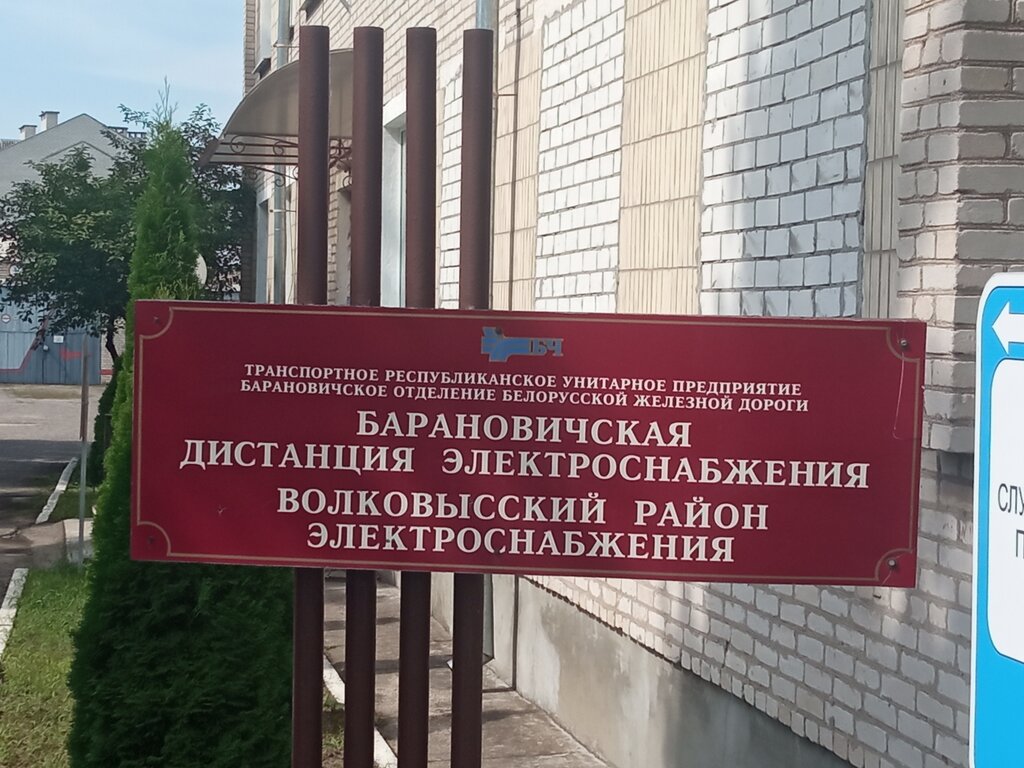 БЧ
ТРАНСПОРТНОЕ РЕСПУБЛИКАНСКОЕ УНИТАРНОЕ ПРЕДПРИЯТИЕ
БАРАНОВИЧСКОЕ ОТДЕЛЕНИЕ БЕЛОРУССКОЙ ЖЕЛЕЗНОЙ ДОРОГИ
БАРАНОВИЧСКАЯ
ДИСТАНЦИЯ ЭЛЕКТРОСНАБЖЕНИЯ
ВОЛКОВЫССКИЙ РАЙОН
ЭЛЕКТРОСНАБЖЕНИЯ